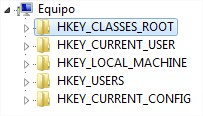 Equipo
HKEY_CLASSES_ROOT
HKEY_CURRENT_USER
HKEY_LOCAL_MACHINE
HKEY_USERS
HKEY_CURRENT_CONFIG